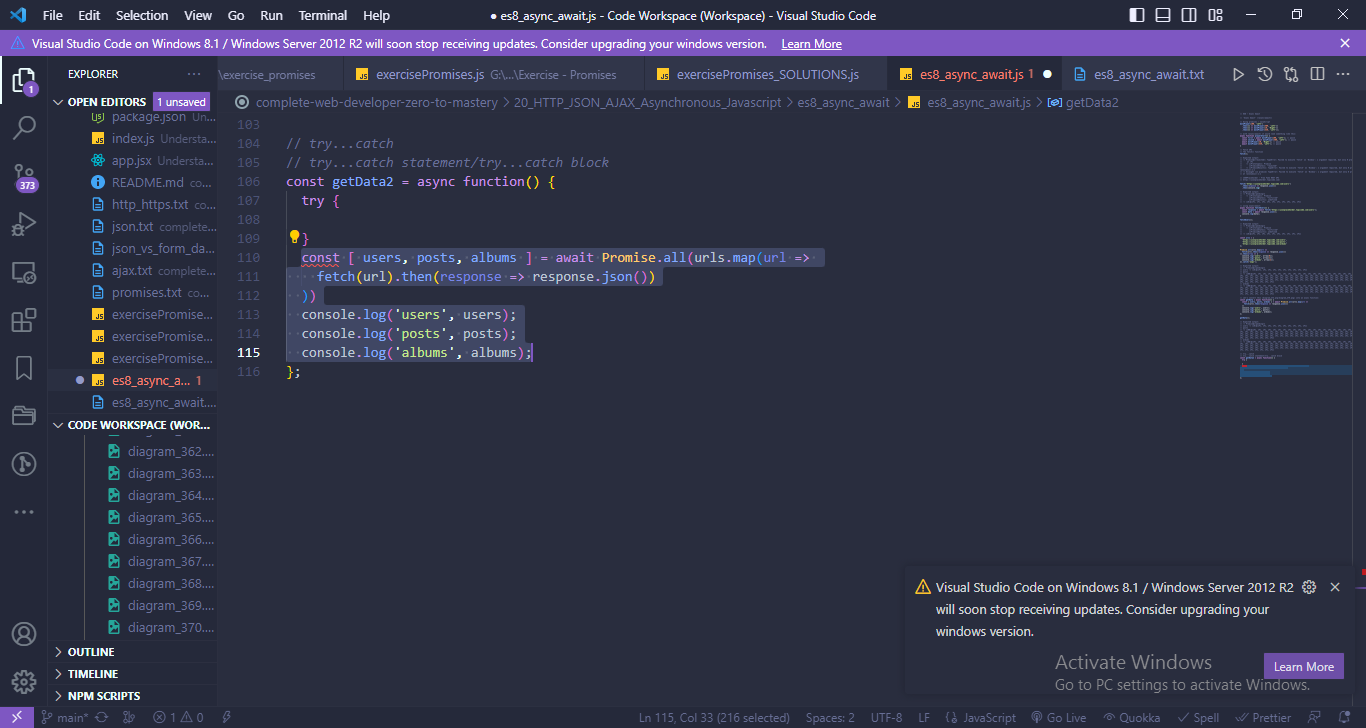 File Edit Selection View Go Run Terminal Help
● es8_async_await.js - Code Workspace (Workspace) - Visual Studio Code
Visual Studio Code on Windows 8.1 / Windows Server 2012 R2 will soon stop receiving updates. Consider upgrading your windows version. Learn More
EXPLORER
OPEN EDITORS 1 unsaved
package.json Un...
index.js Understa...
app.jsx Understa...
README.md co...
http_https.txt co...
json.txt complete...
json_vs_form_da...
ajax.txt complete...
promises.txt co...
exercisePromise...
exercisePromise...
exercisePromise...
es8_async_a... 1
es8_async_await....
CODE WORKSPACE (WOR...
diagram_362....
diagram_363....
diagram_364....
diagram_365....
diagram_366....
diagram_367....
diagram_368....
diagram_369....
diagram_370....
OUTLINE
TIMELINE
NPM SCRIPTS
1
373
\exercise_promises
exercisePromises.js G:\...\Exercise - Promises
exercisePromises_SOLUTIONS.js
es8_async_await.js 1
es8_async_await.txt
complete-web-developer-zero-to-mastery > 20_HTTP_JSON_AJAX_Asynchronous_Javascript > es8_async_await > es8_async_await.js > getData2
103
104 // try...catch
105 // try...catch statement/try...catch block
106 const getData2 = async function() {
107 try {
108
109 }
110 const [ users, posts, albums ] = await Promise.all(urls.map(url =>
111 fetch(url).then(response => response.json())
112 ))
113 console.log('users', users);
114 console.log('posts', posts);
115 console.log('albums', albums);
116 };
Visual Studio Code on Windows 8.1 / Windows Server 2012 R2
will soon stop receiving updates. Consider upgrading your
windows version.
Learn More
Activate Windows
Go to PC settings to activate Windows.
main* 1 0 Ln 115, Col 33 (216 selected) Spaces: 2 UTF-8 LF JavaScript Go Live Quokka Spell Prettier